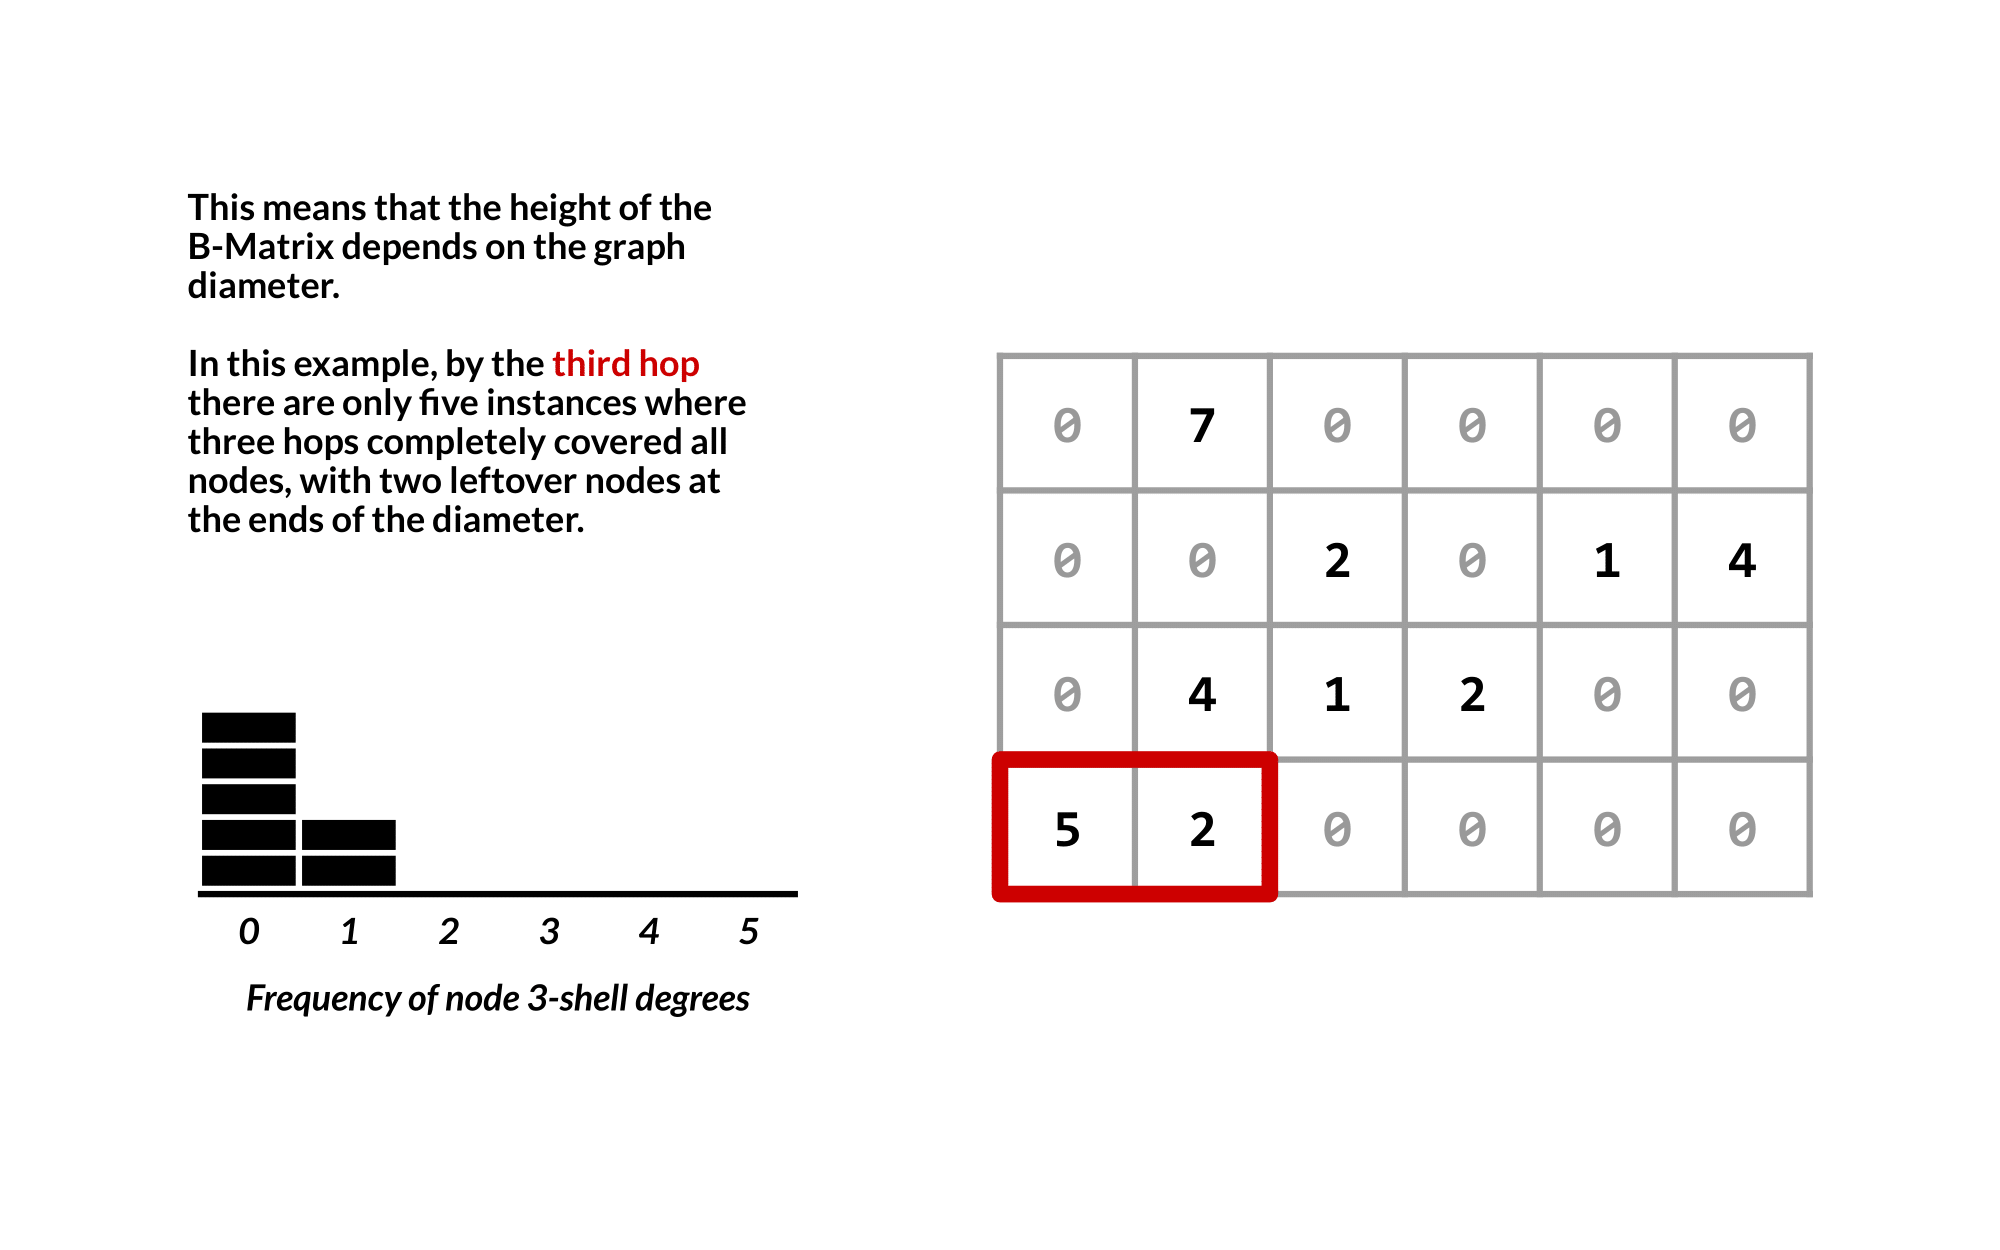 This means that the height of the
B-Matrix depends on the graph
diameter.
In this example, by the third hop
there are only five instances where
three hops completely covered all
nodes, with two leftover nodes at
the ends of the diameter.
0 7 0 0 0 0
0 0 2 0 1 4
0 4 1 2 0 0
5 2 0 0 0 0
0 1 2 3 4 5
Frequency of node 3-shell degrees